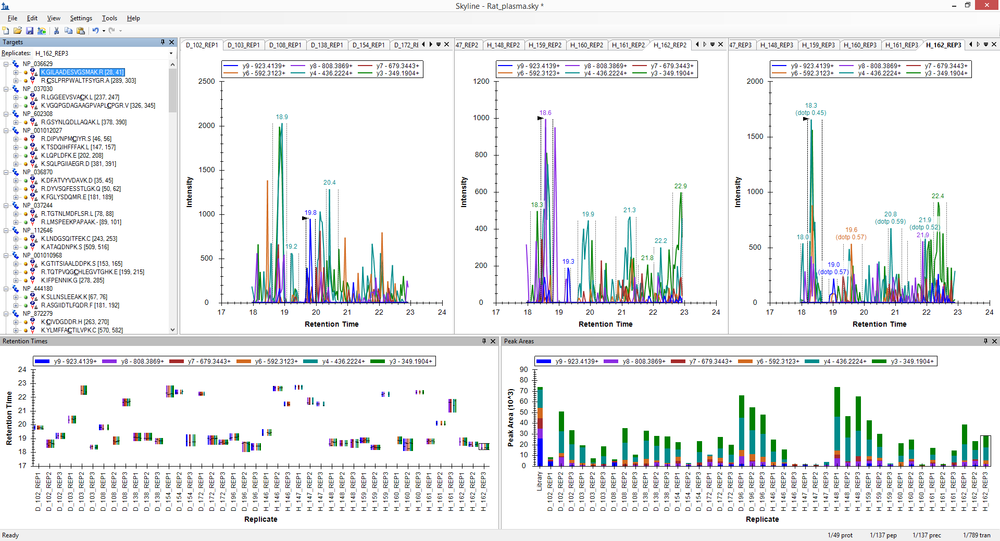 Skyline - Rat_plasma.sky *
File Edit View Settings Tools Help
Targets
Replicates: H_162_REP3
NP_036629
K.GILAADESVGSMAK.R [28, 41]
R.CSLPRPWALTFSYGR.A [289, 303]
NP_037030
R.LGGEEVSVACK.L [237, 247]
K.VGQPGDAGAAGPVAPLCPGR.V [326, 345]
NP_602308
R.GSYNLQDLLAQAK.L [378, 390]
NP_001012027
R.DIPVNPMCIYR.S [46, 56]
K.TSDQIHFFFAK.L [147, 157]
K.LQPLDFK.E [202, 208]
K.SQLPGIIAEGR.D [381, 391]
NP_036870
K.DFATVYVDAVK.D [35, 45]
R.DYVSQFESSTLGK.Q [50, 62]
K.FGLYSDQMR.E [181, 189]
NP_037244
R.TGTNLMDFLSR.L [78, 88]
R.LMSPEEKPAPAAK.- [89, 101]
NP_112646
K.LNDGSQITFEK.C [243, 253]
K.ATAQDNPK.S [509, 516]
NP_001010968
K.GTITSIAALDDPK.S [153, 165]
R.TQTPVQGCHLEGVTGHK.E [199, 215]
K.IFPENNIK.G [278, 285]
NP_444180
K.SLLNSLEEAK.K [67, 76]
R.ASGIIDTLFQDR.F [181, 192]
NP_872279
K.CIVDGDDR.H [263, 270]
K.YLMFFACTILVPK.C [570, 582]
D_102_REP1 D_103_REP1 D_108_REP1 D_138_REP1 D_154_REP1 D_172_RE
y9 - 923.4139+ y8 - 808.3869+ y7 - 679.3443+
y6 - 592.3123+ y4 - 436.2224+ y3 - 349.1904+
2500
2000
1500
1000
500
0
Intensity
18.9
20.4
19.8
19.2
17 18 19 20 21 22 23 24
Retention Time
47_REP2 H_148_REP2 H_159_REP2 H_160_REP2 H_161_REP2 H_162_REP2
y9 - 923.4139+ y8 - 808.3869+ y7 - 679.3443+
y6 - 592.3123+ y4 - 436.2224+ y3 - 349.1904+
1200
1000
800
600
400
200
0
Intensity
18.6
22.9
18.3
19.9
21.3
22.2
21.8
19.3
17 18 19 20 21 22 23 24
Retention Time
47_REP3 H_148_REP3 H_159_REP3 H_160_REP3 H_161_REP3 H_162_REP3
y9 - 923.4139+ y8 - 808.3869+ y7 - 679.3443+
y6 - 592.3123+ y4 - 436.2224+ y3 - 349.1904+
2000
1500
1000
500
0
Intensity
18.3
(dotp 0.45)
22.4
20.8
(dotp 0.59)
21.9
(dotp 0.52)
19.6
(dotp 0.57)
18.0
21.9
19.0
(dotp 0.57)
17 18 19 20 21 22 23 24
Retention Time
Retention Times
y9 - 923.4139+ y8 - 808.3869+ y7 - 679.3443+ y6 - 592.3123+ y4 - 436.2224+ y3 - 349.1904+
24
23
22
21
20
19
18
17
Retention Time
D_102_REP1
D_102_REP2
D_102_REP3
D_103_REP1
D_103_REP2
D_103_REP3
D_108_REP1
D_108_REP2
D_108_REP3
D_138_REP1
D_138_REP2
D_138_REP3
D_154_REP1
D_154_REP2
D_154_REP3
D_172_REP1
D_172_REP2
D_172_REP3
D_196_REP1
D_196_REP2
D_196_REP3
H_146_REP1
H_146_REP2
H_146_REP3
H_147_REP1
H_147_REP2
H_147_REP3
H_148_REP1
H_148_REP2
H_148_REP3
H_159_REP1
H_159_REP2
H_159_REP3
H_160_REP1
H_160_REP2
H_160_REP3
H_161_REP1
H_161_REP2
H_161_REP3
H_162_REP1
H_162_REP2
H_162_REP3
Replicate
Peak Areas
y9 - 923.4139+ y8 - 808.3869+ y7 - 679.3443+ y6 - 592.3123+ y4 - 436.2224+ y3 - 349.1904+
90
80
70
60
50
40
30
20
10
0
Peak Area (10^3)
Library
D_102_REP1
D_102_REP2
D_102_REP3
D_103_REP1
D_103_REP2
D_103_REP3
D_108_REP1
D_108_REP2
D_108_REP3
D_138_REP1
D_138_REP2
D_138_REP3
D_154_REP1
D_154_REP2
D_154_REP3
D_172_REP1
D_172_REP2
D_172_REP3
D_196_REP1
D_196_REP2
D_196_REP3
H_146_REP1
H_146_REP2
H_146_REP3
H_147_REP1
H_147_REP2
H_147_REP3
H_148_REP1
H_148_REP2
H_148_REP3
H_159_REP1
H_159_REP2
H_159_REP3
H_160_REP1
H_160_REP2
H_160_REP3
H_161_REP1
H_161_REP2
H_161_REP3
H_162_REP1
H_162_REP2
H_162_REP3
Replicate
Ready 1/49 prot 1/137 pep 1/137 prec 1/789 tran